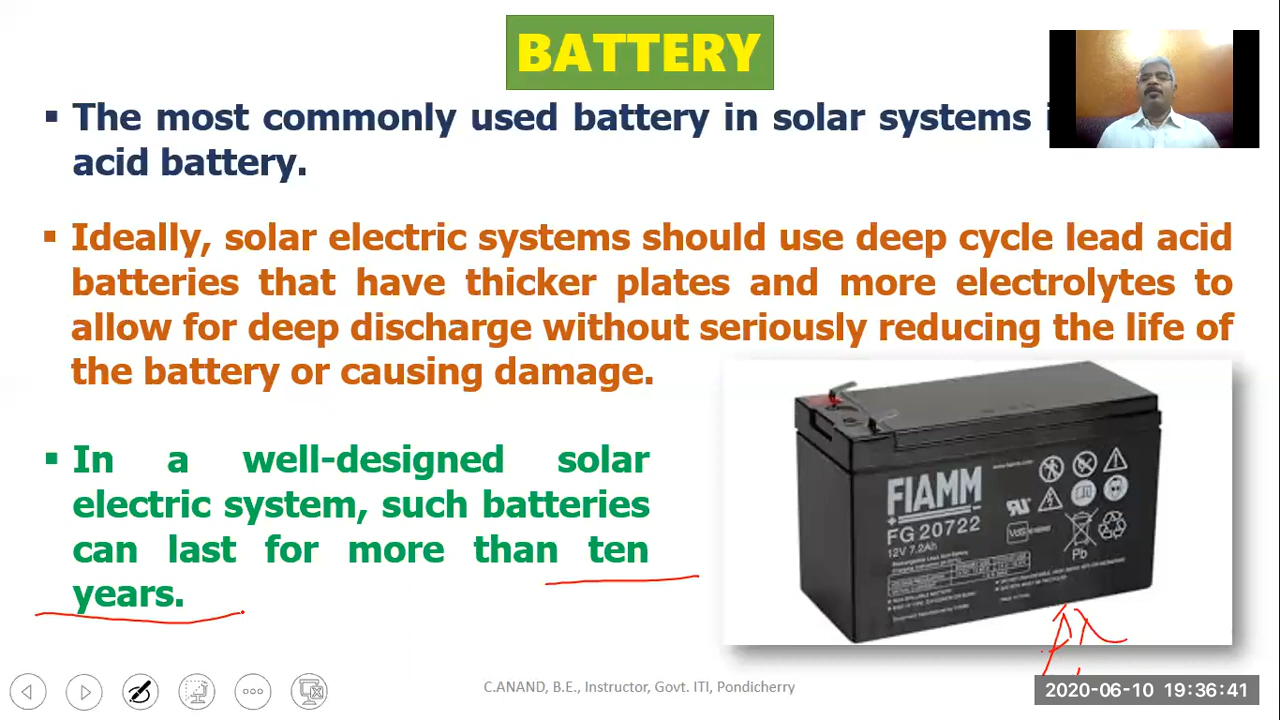 BATTERY
▪ The most commonly used battery in solar systems
acid battery.
▪ Ideally, solar electric systems should use deep cycle lead acid
batteries that have thicker plates and more electrolytes to
allow for deep discharge without seriously reducing the life of
the battery or causing damage.
▪ In a well-designed solar
electric system, such batteries
can last for more than ten
years.
FIAMM
FG 20722
12V 7.2Ah
Pb
C.ANAND, B.E., Instructor, Govt. ITI, Pondicherry
2020-06-10 19:36:41